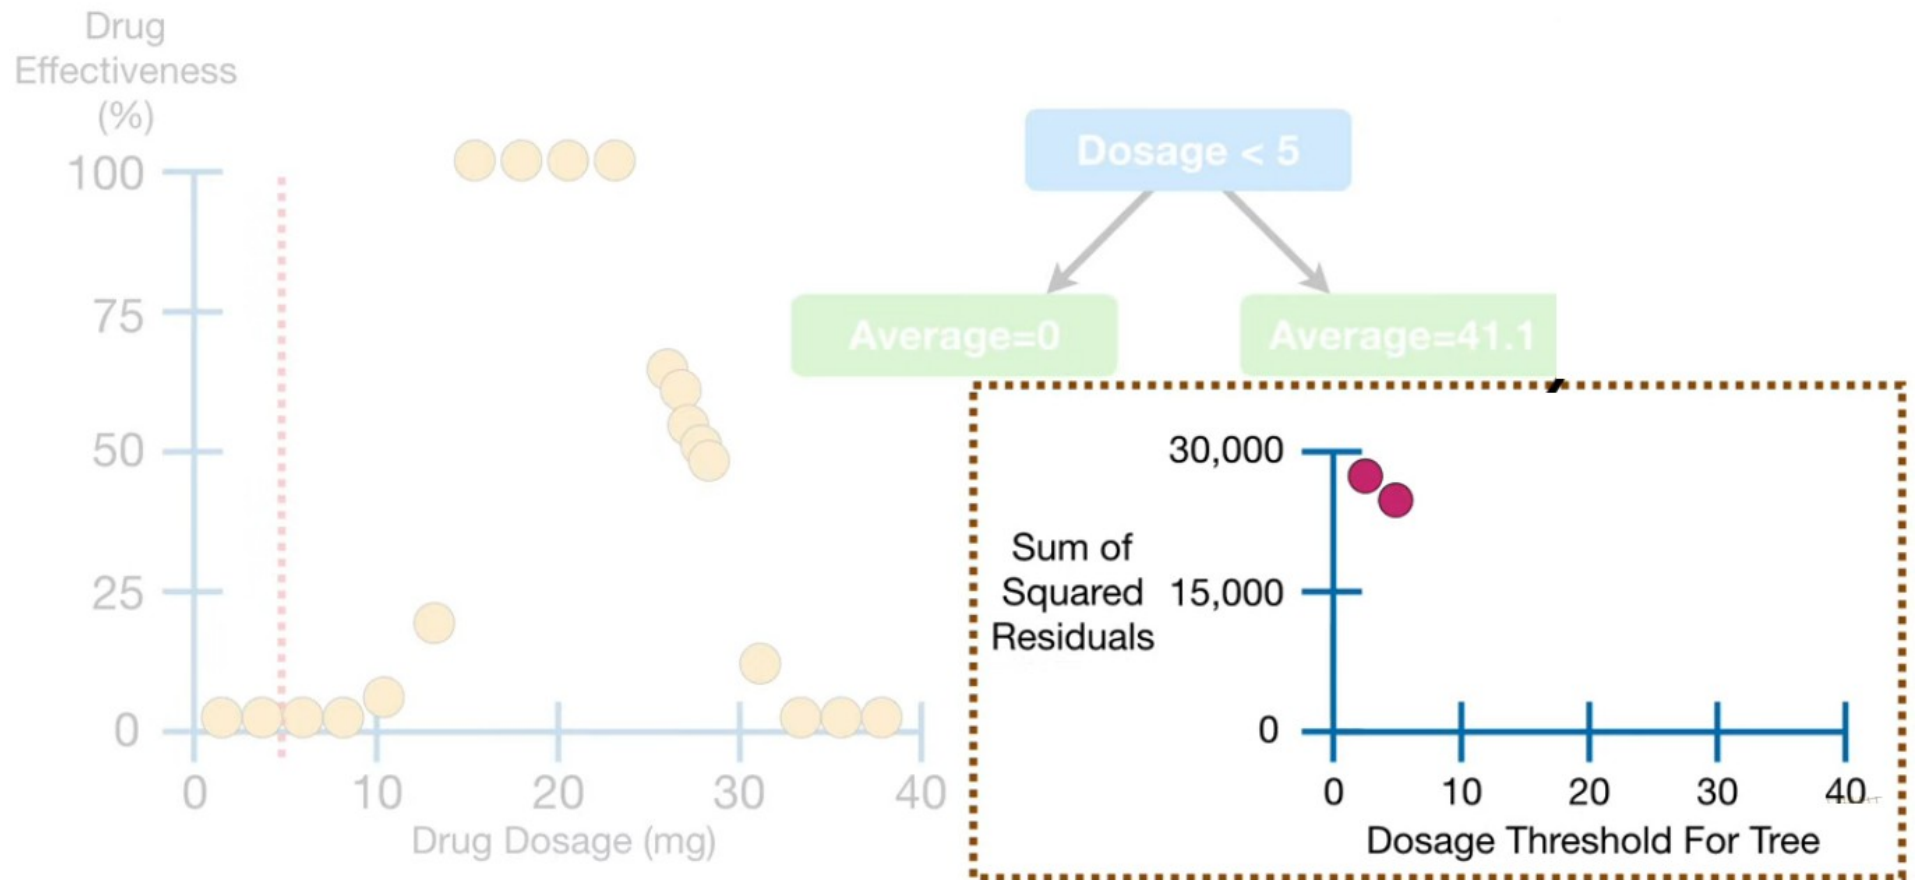 Drug
Effectiveness
(%)
100
75
50
25
0
0 10 20 30 40
Drug Dosage (mg)
Dosage < 5
Average=0
Average=41.1
30,000
15,000
0
Sum of
Squared
Residuals
0 10 20 30 40
Dosage Threshold For Tree